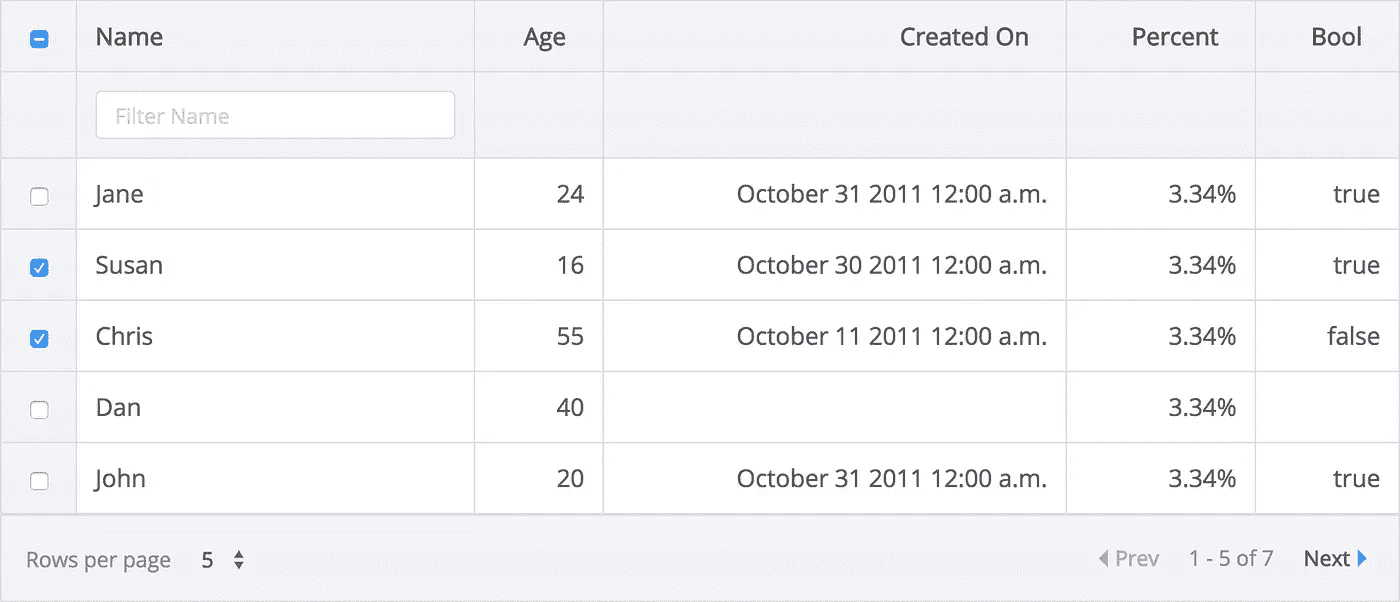 Name Age Created On Percent Bool
Filter Name
Jane 24 October 31 2011 12:00 a.m. 3.34% true
Susan 16 October 30 2011 12:00 a.m. 3.34% true
Chris 55 October 11 2011 12:00 a.m. 3.34% false
Dan 40 3.34%
John 20 October 31 2011 12:00 a.m. 3.34% true
Rows per page 5 Prev 1 - 5 of 7 Next